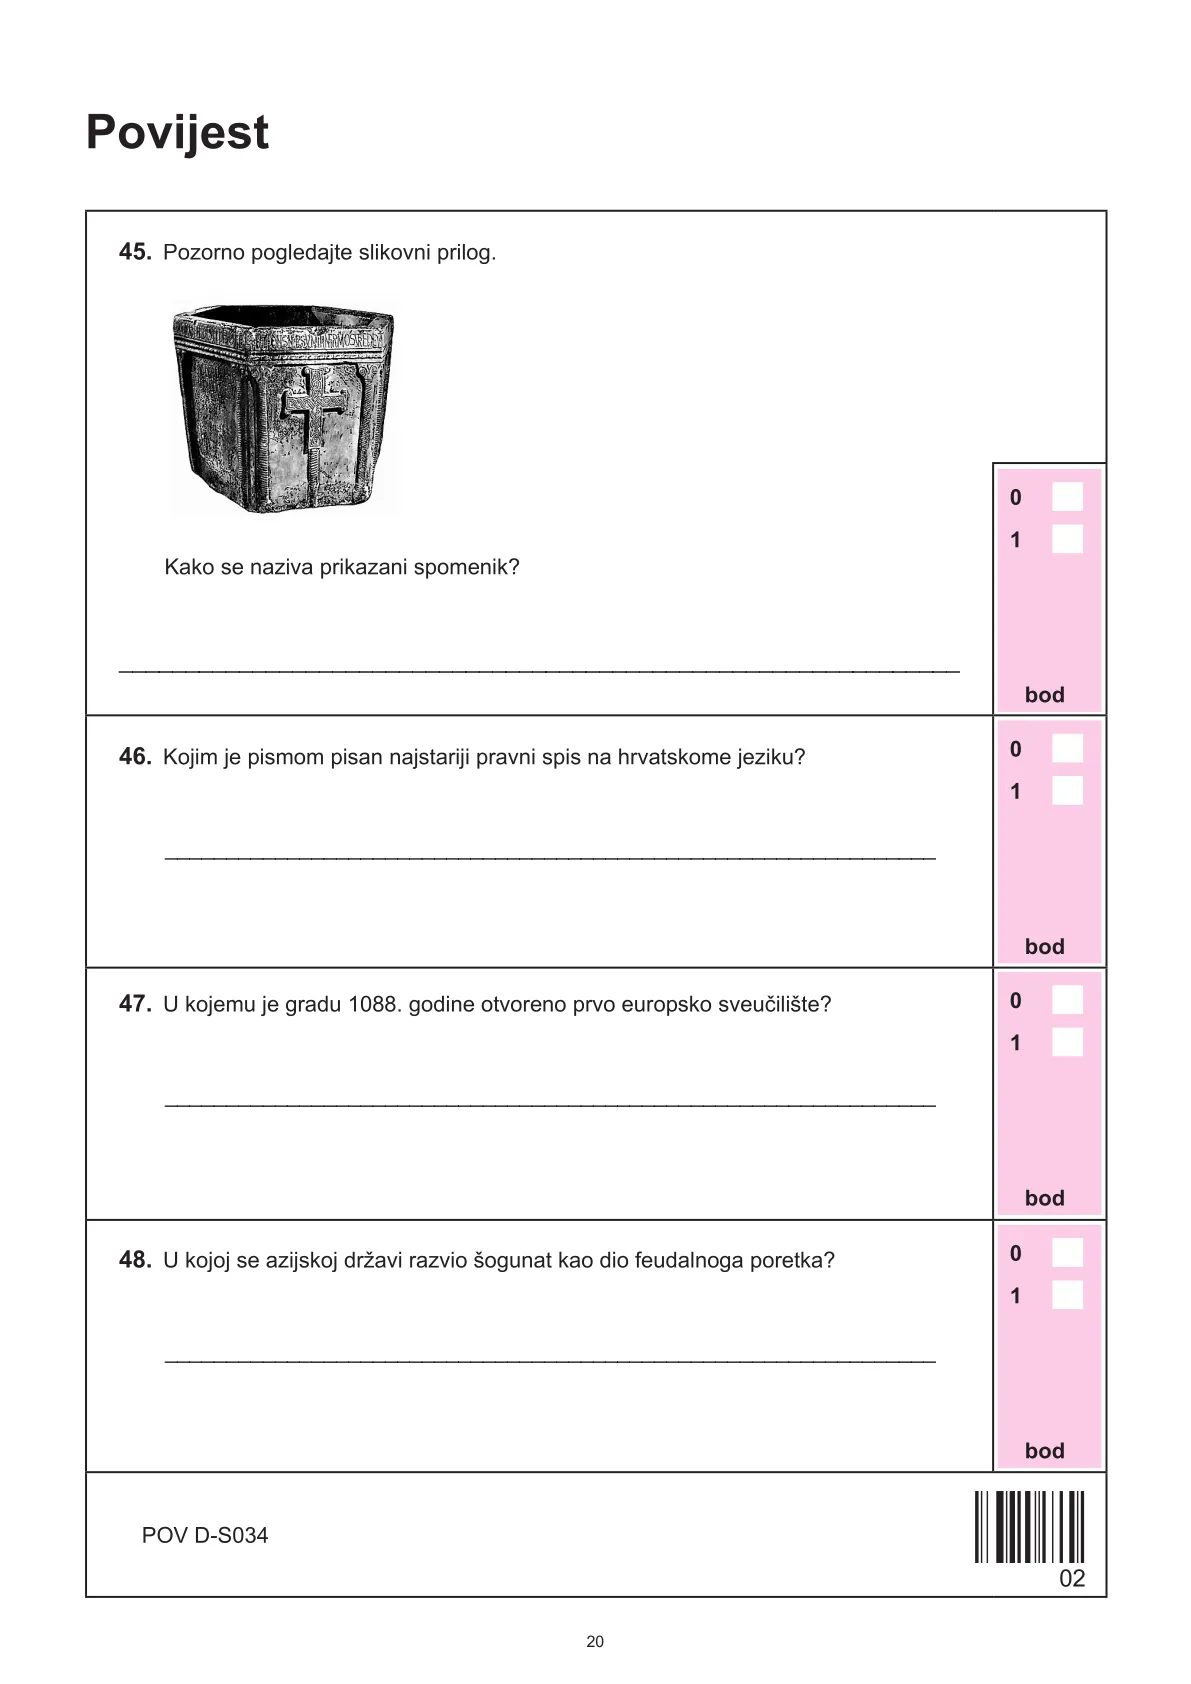 Povijest
45. Pozorno pogledajte slikovni prilog.
Kako se naziva prikazani spomenik?
0
1
bod
46. Kojim je pismom pisan najstariji pravni spis na hrvatskome jeziku?
0
1
bod
47. U kojemu je gradu 1088. godine otvoreno prvo europsko sveučilište?
0
1
bod
48. U kojoj se azijskoj državi razvio šogunat kao dio feudalnoga poretka?
0
1
bod
POV D-S034
02
20